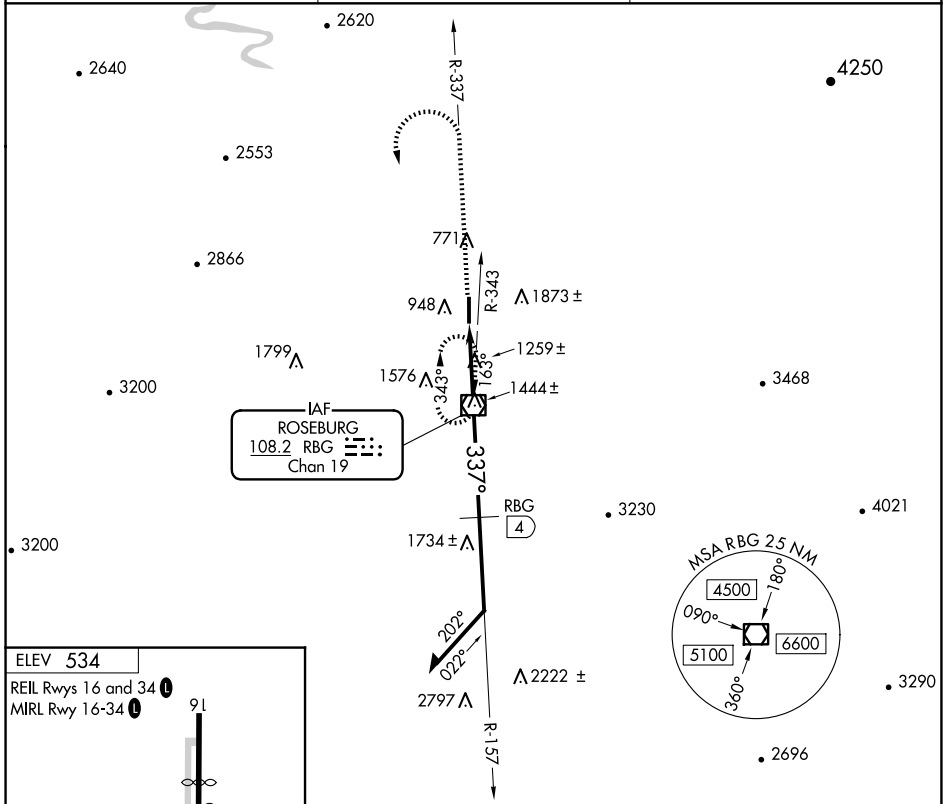 2620
2640
4250
R-337
2553
771
2866
R-343
948
1873 ±
1799
1259 ±
1576
343°
163°
1444 ±
3200
3468
IAF
ROSEBURG
108.2 RBG
Chan 19
337°
RBG
4
3230
4021
1734 ±
3200
MSA RBG 25 NM
4500
180°
090°
5100
6600
360°
202°
022°
2222 ±
2797
3290
R-157
2696
ELEV 534
REIL Rwys 16 and 34 L
MIRL Rwy 16-34 L
16